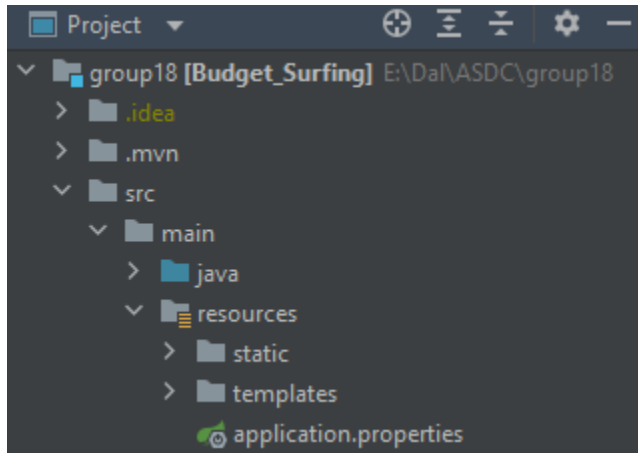 Project
group18 [Budget_Surfing] E:\Dal\ASDC\group18
.idea
.mvn
src
main
java
resources
static
templates
application.properties